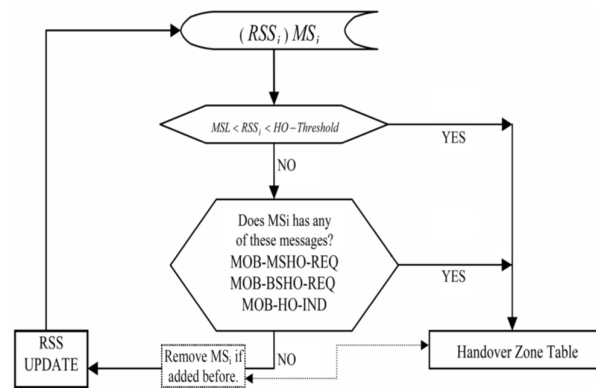 (RSSi) MSi
MSL < RSSi < HO – Threshold
YES
NO
Does MSi has any
of these messages?
MOB-MSHO-REQ
MOB-BSHO-REQ
MOB-HO-IND
YES
NO
RSS
UPDATE
Remove MSi if
added before.
Handover Zone Table